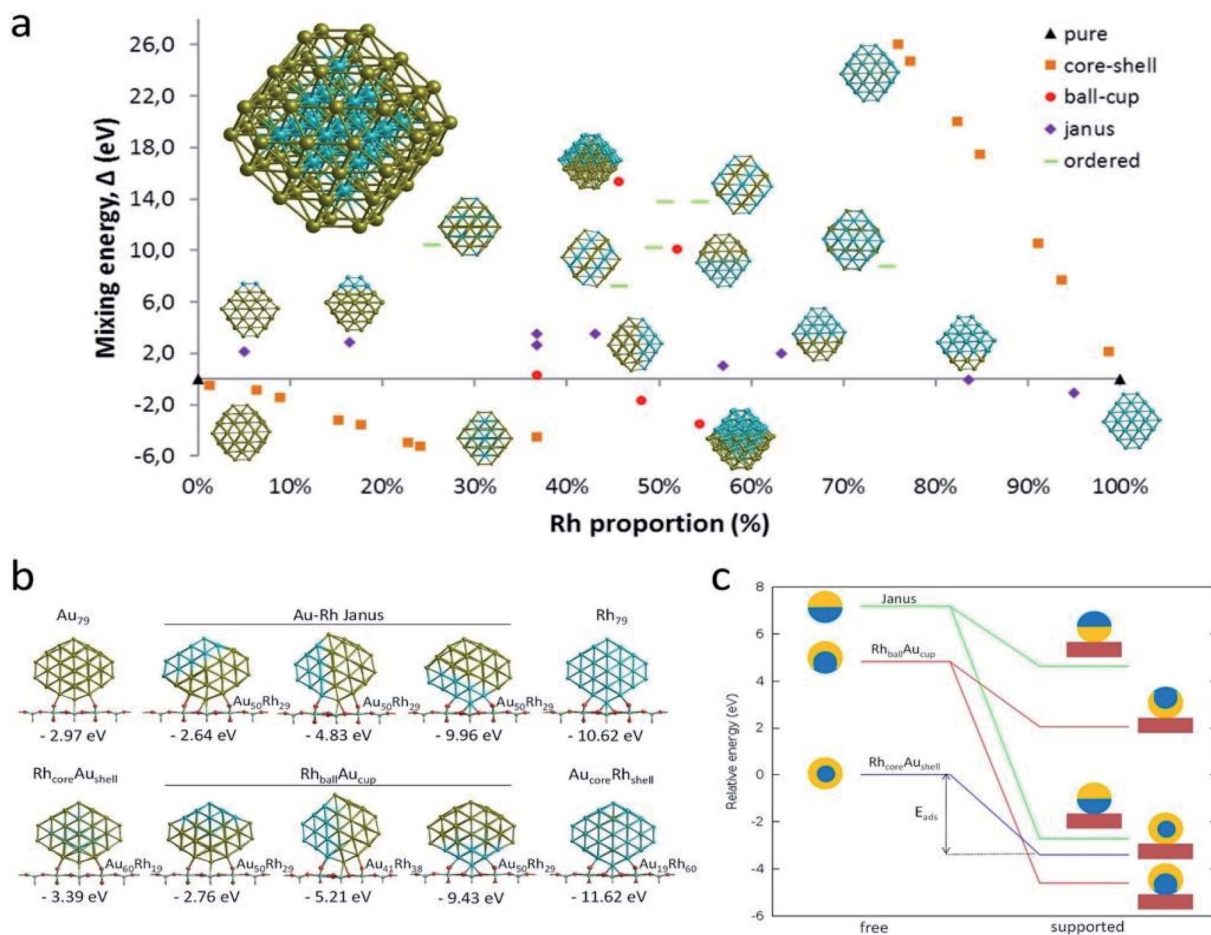 a
Mixing energy, Δ (eV)
26,0
22,0
18,0
14,0
10,0
6,0
2,0
-2,0
-6,0
pure
core-shell
ball-cup
janus
ordered
0% 10% 20% 30% 40% 50% 60% 70% 80% 90% 100%
Rh proportion (%)
b
Au79 Au-Rh Janus Rh79
Au50Rh29 Au50Rh29 Au50Rh29
- 2.97 eV - 2.64 eV -4.83 eV -9.96 eV - 10.62 eV
RhcoreAushell RhballAucup AucoreRhshell
Au60Rh19 Au50Rh29 Au41Rh38 Au50Rh29 Au19Rh60
- 3.39 eV - 2.76 eV -5.21 eV -9.43 eV -11.62 eV
c
Relative energy (eV)
8
6
4
2
0
-2
-4
-6
Janus
RhballAucup
RhcoreAushell
Eads
free supported